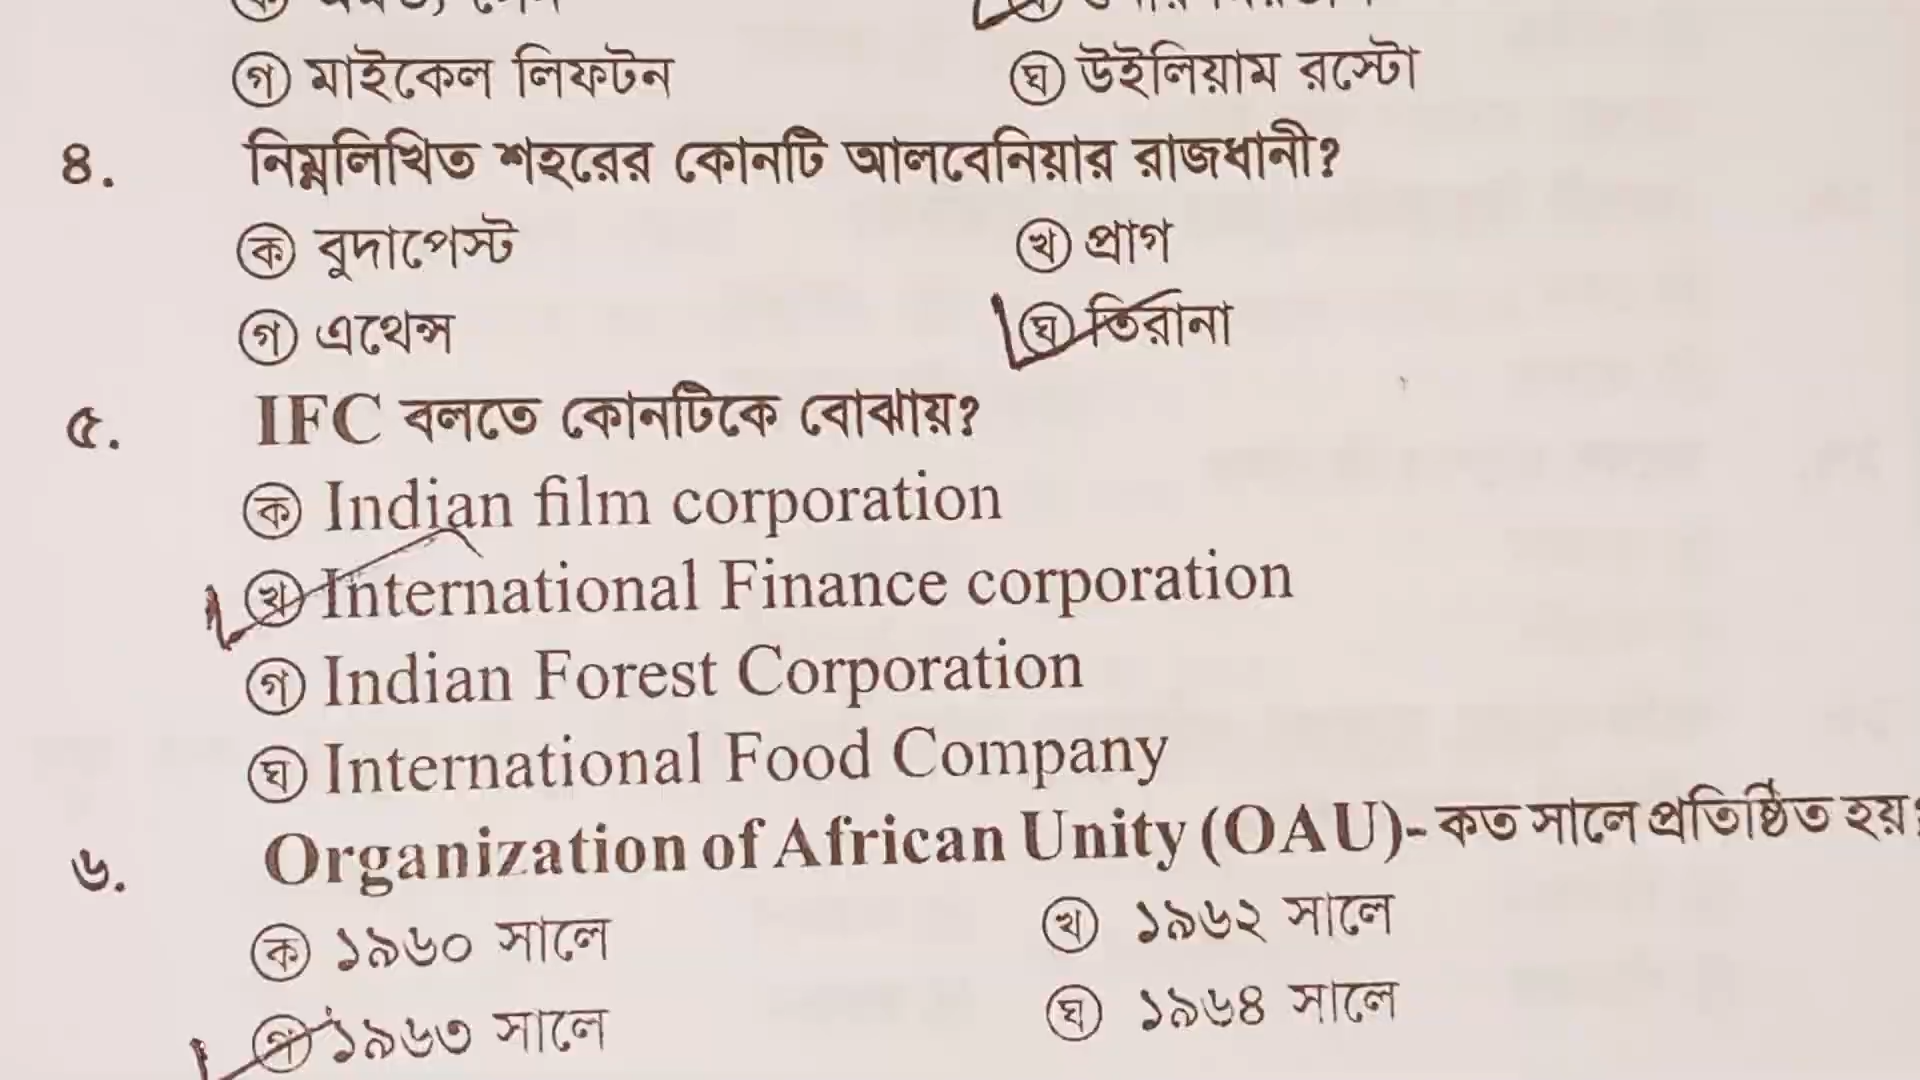 গ মাইকেল লিফটন ঘ উইলিয়াম রস্টো
৪. নিম্নলিখিত শহরের কোনটি আলবেনিয়ার রাজধানী?
ক বুদাপেস্ট খ প্রাগ
গ এথেন্স ঘ তিরানা
৫. IFC বলতে কোনটিকে বোঝায়?
ক Indian film corporation
খ International Finance corporation
গ Indian Forest Corporation
ঘ International Food Company
৬. Organization of African Unity (OAU)- কত সালে প্রতিষ্ঠিত হয়?
ক ১৯৬০ সালে খ ১৯৬২ সালে
গ ১৯৬৩ সালে ঘ ১৯৬৪ সালে